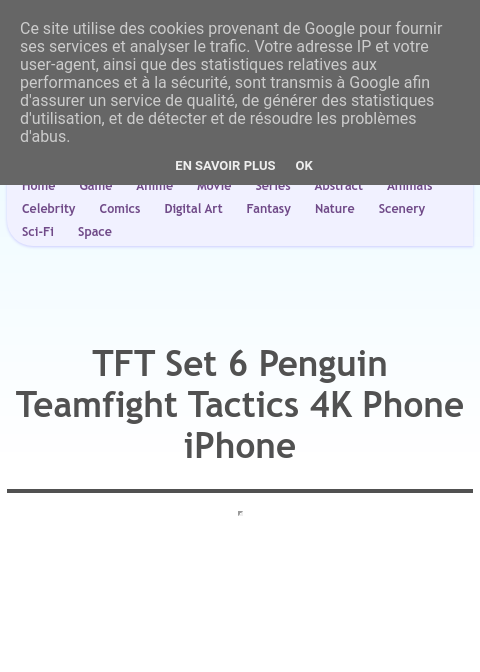 Ce site utilise des cookies provenant de Google pour fournir
ses services et analyser le trafic. Votre adresse IP et votre
user-agent, ainsi que des statistiques relatives aux
performances et à la sécurité, sont transmis à Google afin
d'assurer un service de qualité, de générer des statistiques
d'utilisation, et de détecter et de résoudre les problèmes
d'abus.
EN SAVOIR PLUS OK
Home Game Anime Movie Series Abstract Animals
Celebrity Comics Digital Art Fantasy Nature Scenery
Sci-Fi Space
TFT Set 6 Penguin
Teamfight Tactics 4K Phone
iPhone